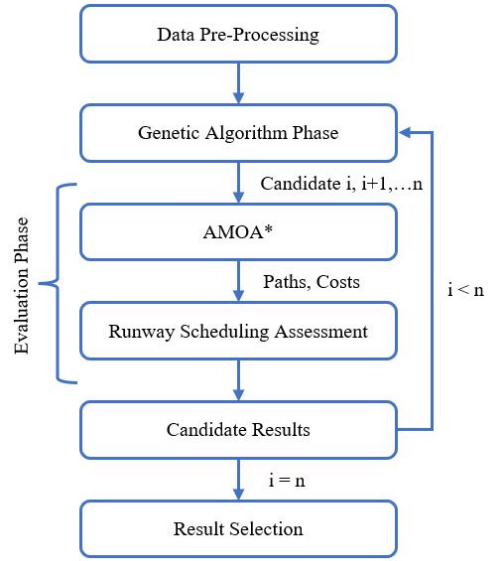 Data Pre-Processing
Genetic Algorithm Phase
Candidate i, i+1,…n
AMOA*
Evaluation Phase
Paths, Costs
i < n
Runway Scheduling Assessment
Candidate Results
i = n
Result Selection